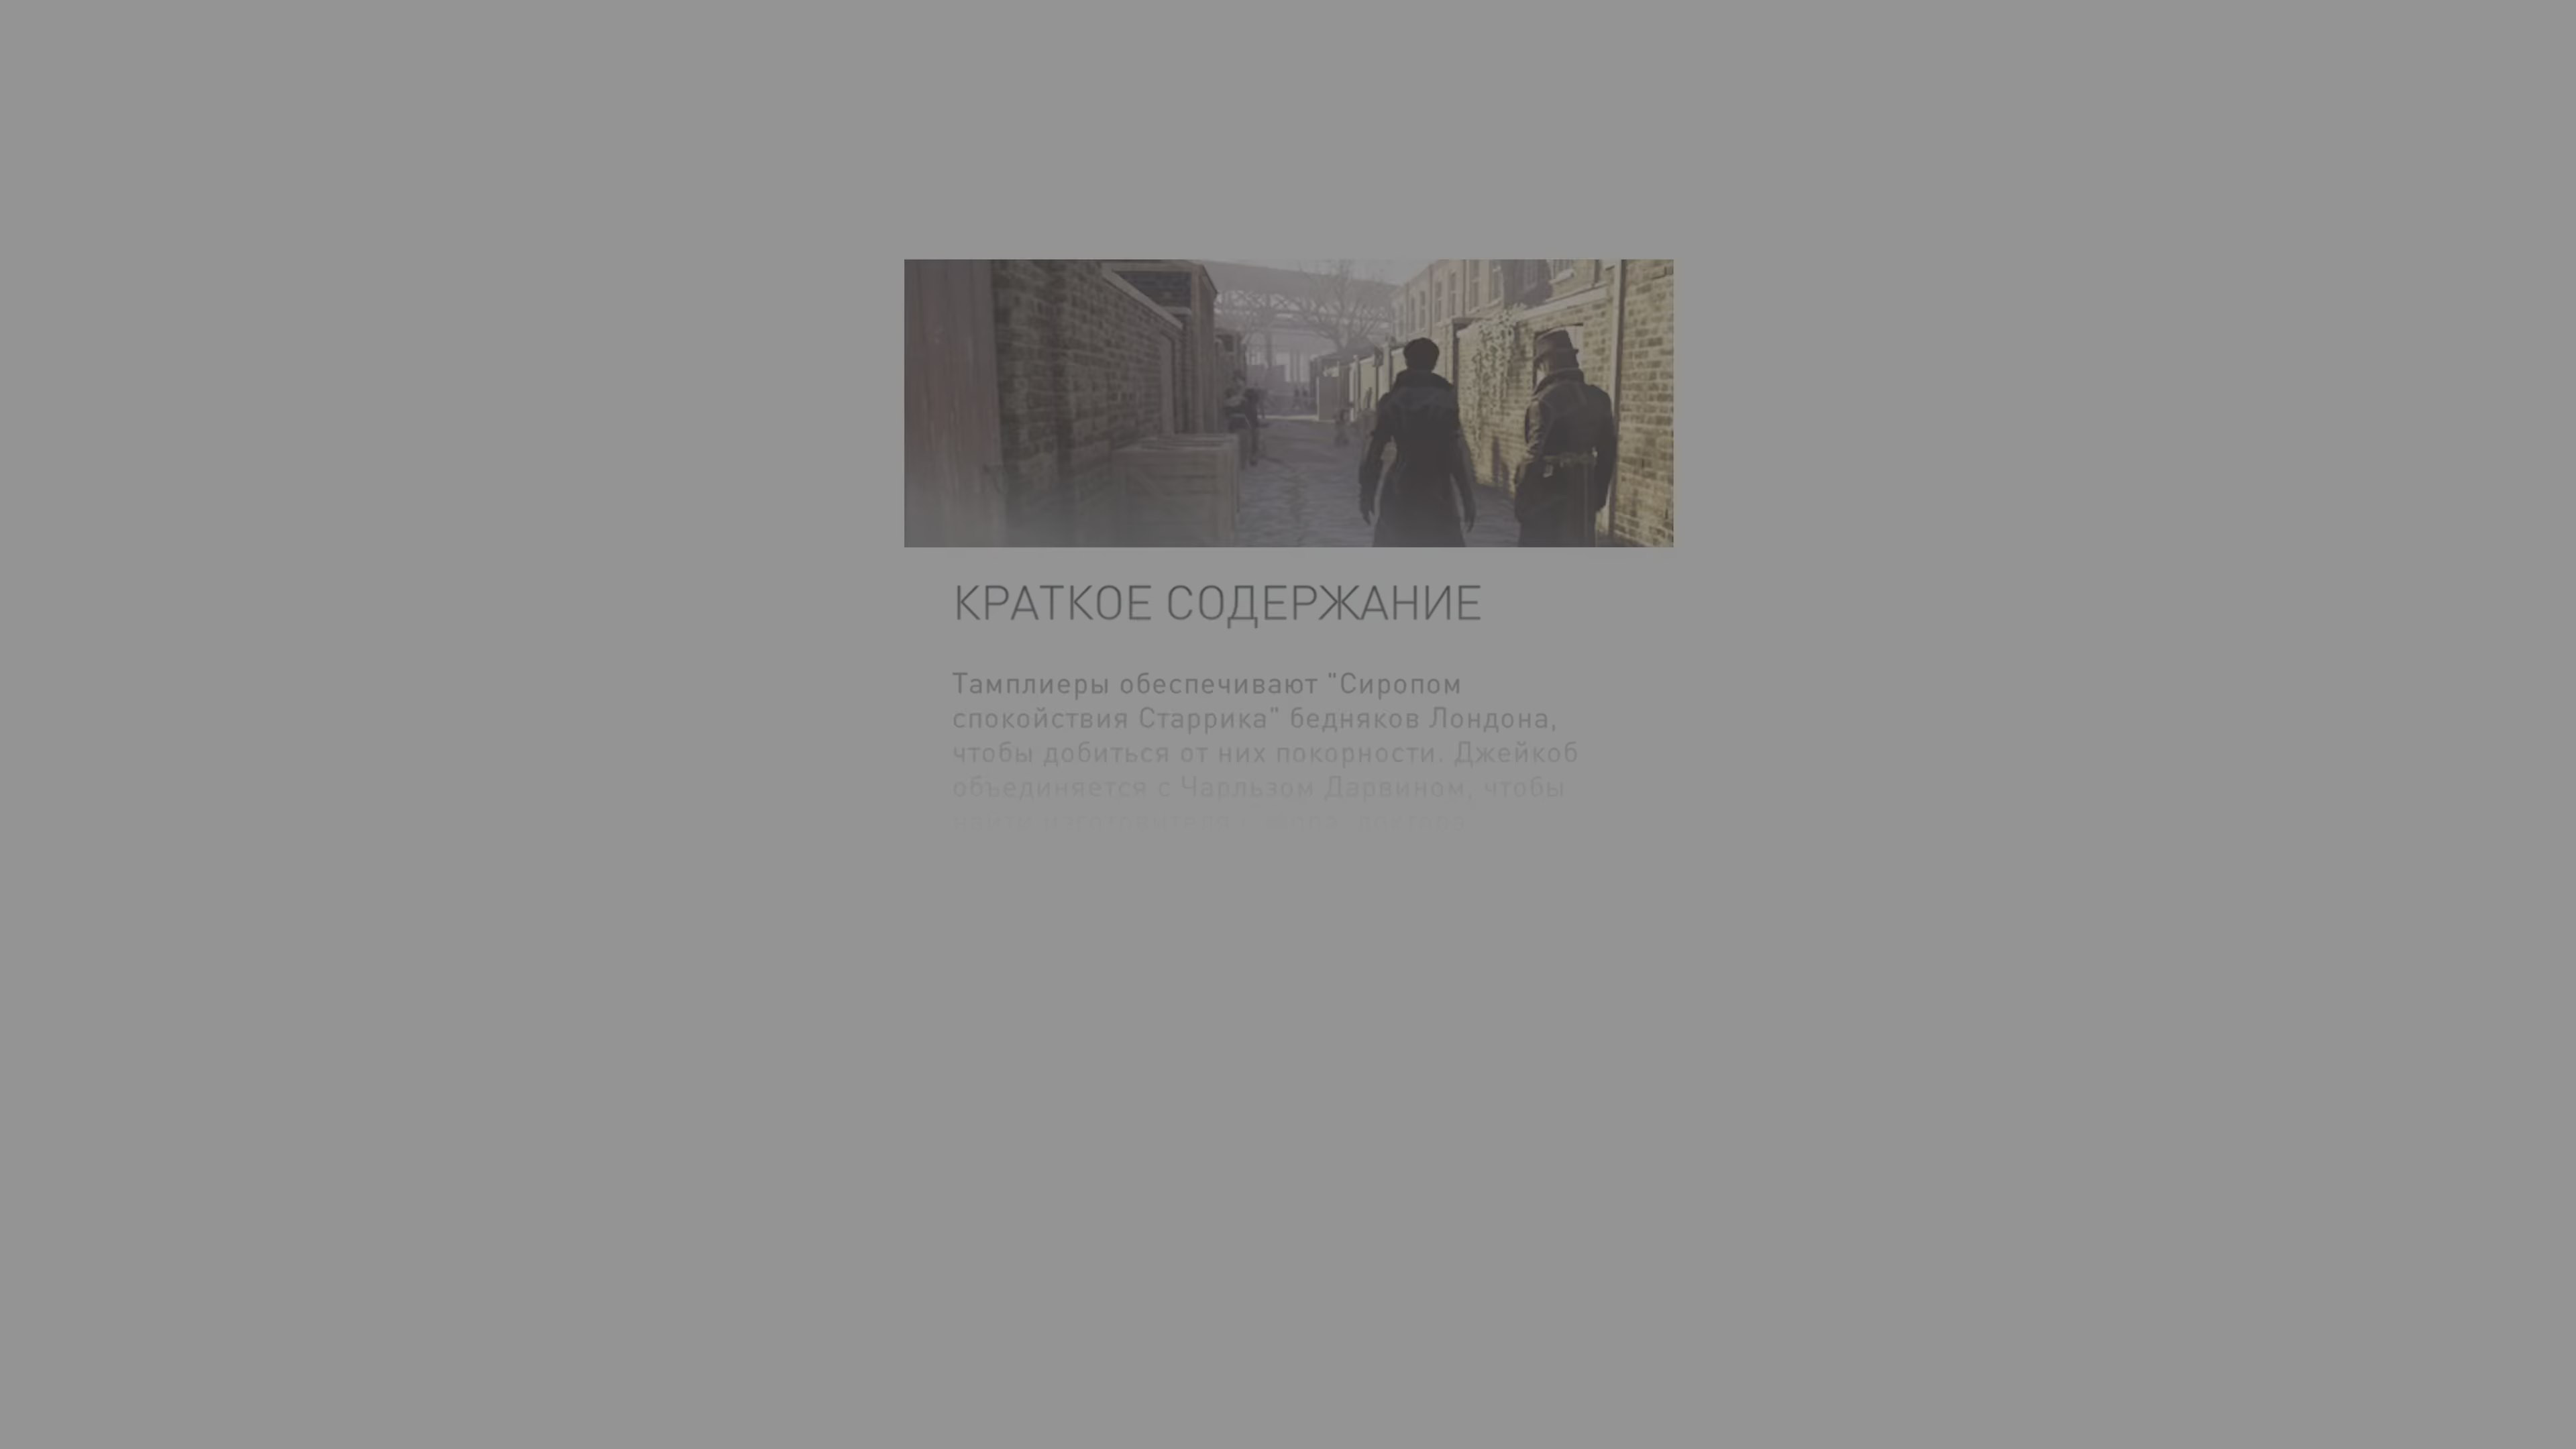 КРАТКОЕ СОДЕРЖАНИЕ
Тамплиеры обеспечивают "Сиропом
спокойствия Старрика" бедняков Лондона,
чтобы добиться от них покорности. Джейкоб
объединяется с Чарльзом Дарвином, чтобы